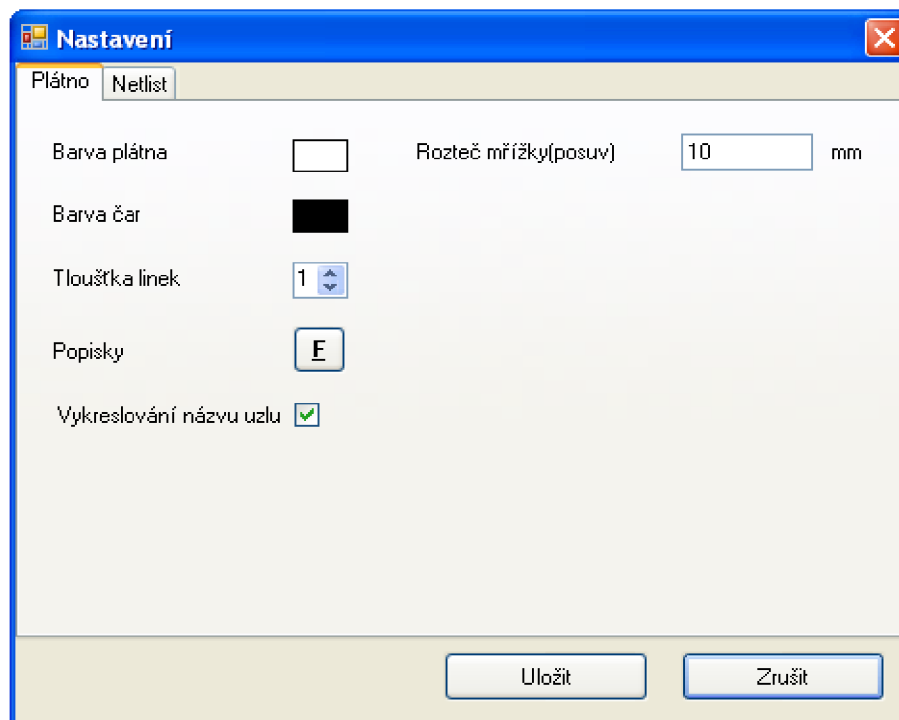 Nastavení
Plátno Netlist
Barva plátna Rozteč mřížky(posuv) 10 mm
Barva čar
Tloušťka linek 1
Popisky F
Vykreslování názvu uzlu
Uložit Zrušit